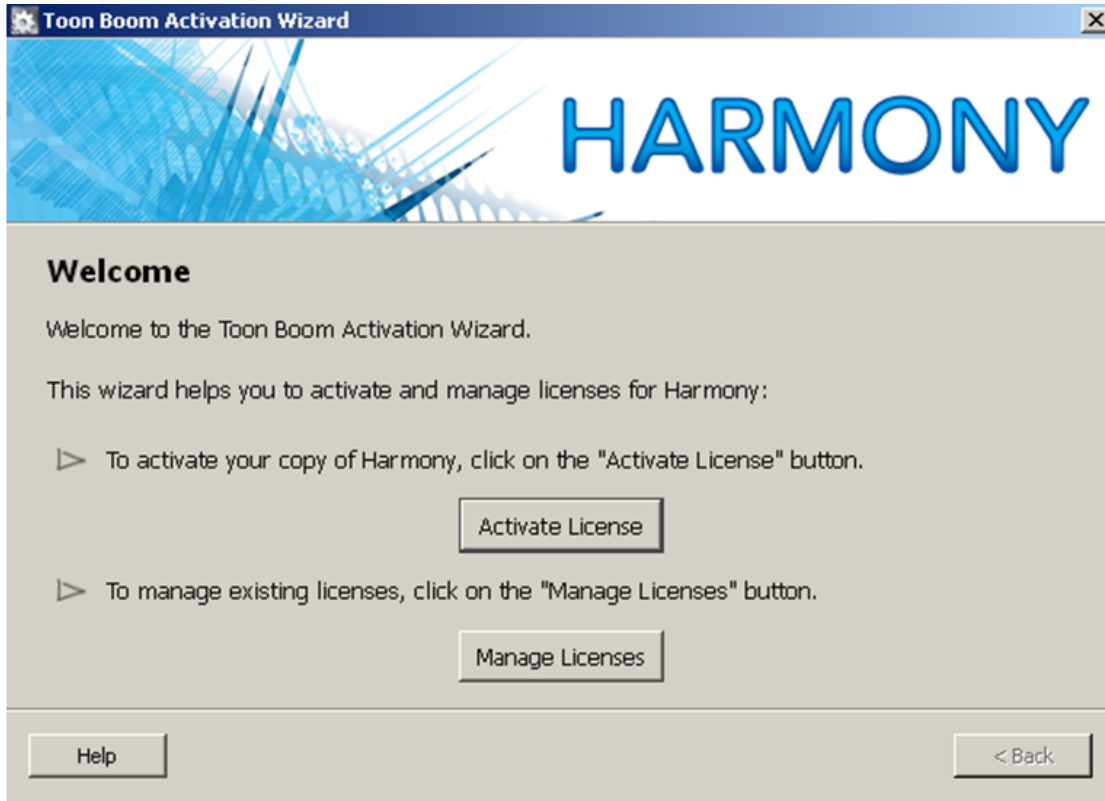 Toon Boom Activation Wizard
HARMONY
Welcome
Welcome to the Toon Boom Activation Wizard.
This wizard helps you to activate and manage licenses for Harmony:
To activate your copy of Harmony, click on the "Activate License" button.
Activate License
To manage existing licenses, click on the "Manage Licenses" button.
Manage Licenses
Help
< Back